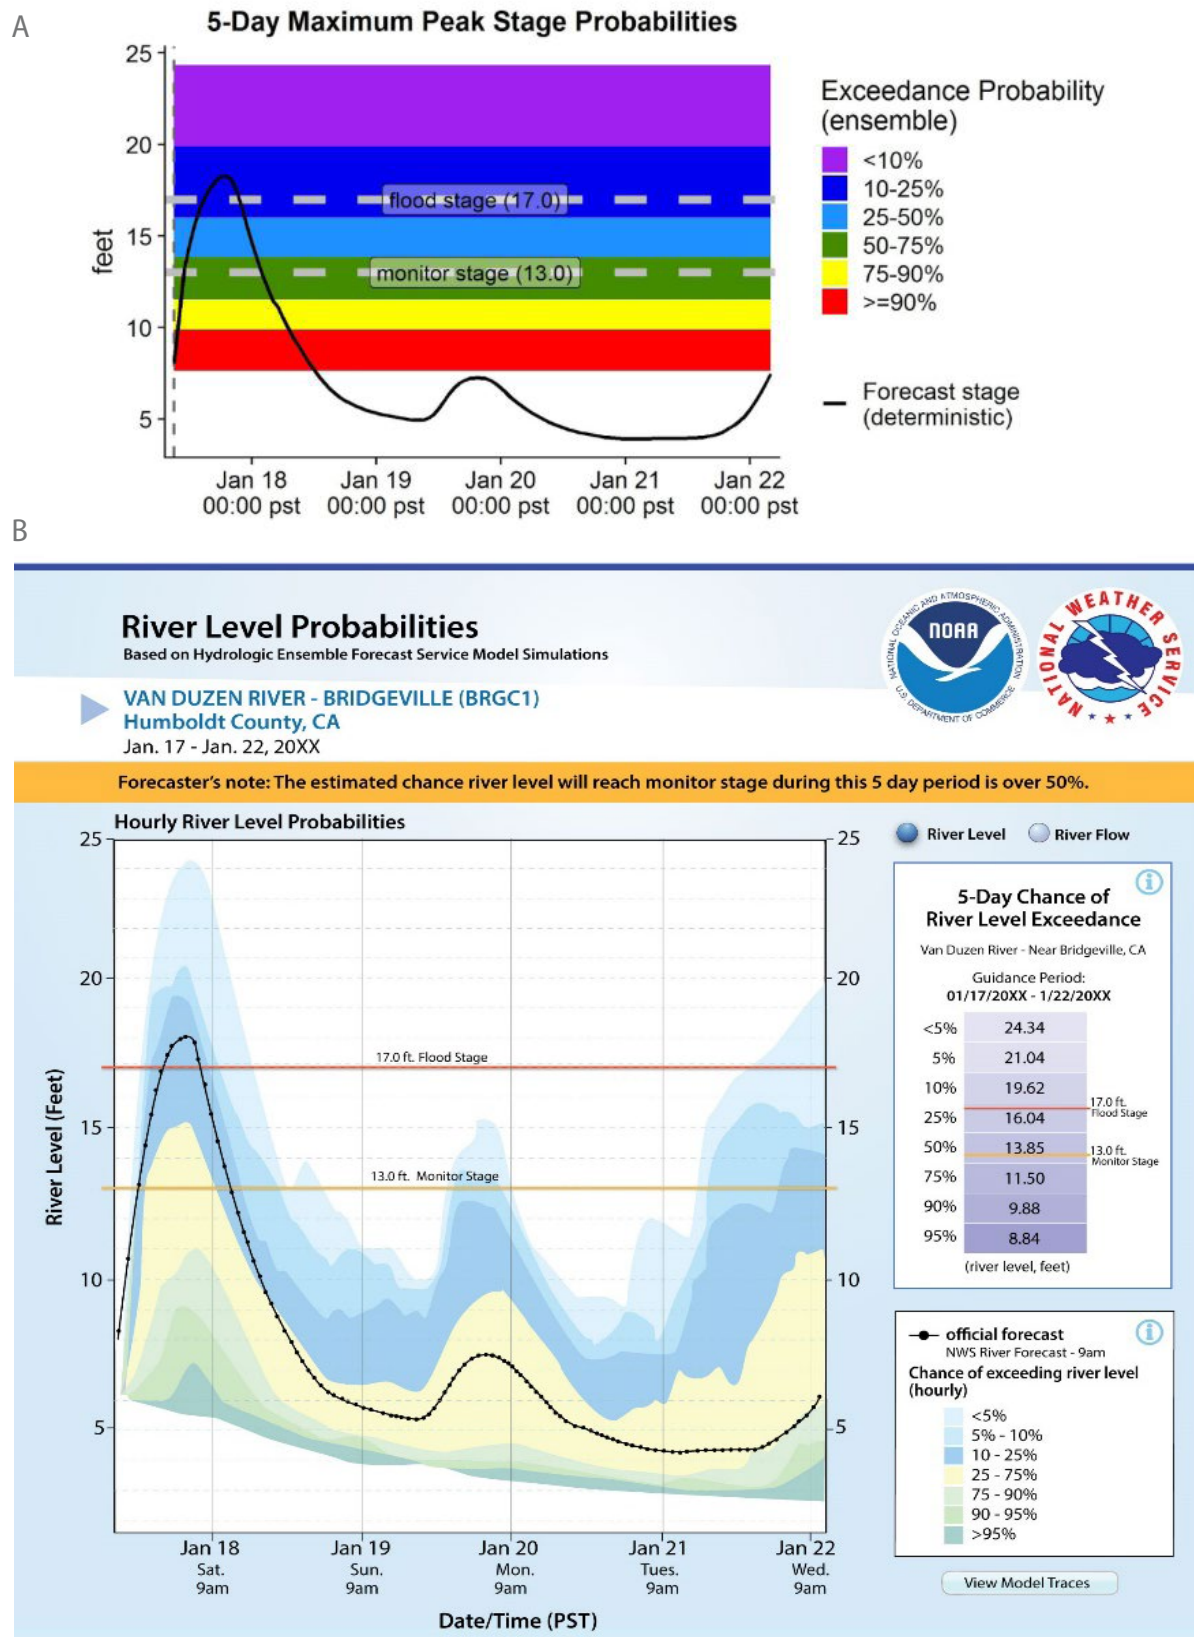 A
5-Day Maximum Peak Stage Probabilities
25
20
15
10
5
feet
flood stage (17.0)
monitor stage (13.0)
Jan 18 Jan 19 Jan 20 Jan 21 Jan 22
00:00 pst 00:00 pst 00:00 pst 00:00 pst 00:00 pst
Exceedance Probability
(ensemble)
<10%
10-25%
25-50%
50-75%
75-90%
>=90%
Forecast stage
(deterministic)
B
River Level Probabilities
Based on Hydrologic Ensemble Forecast Service Model Simulations
NATIONAL OCEANIC AND ATMOSPHERIC ADMINISTRATION
NOAA
U.S. DEPARTMENT OF COMMERCE
NATIONAL WEATHER SERVICE
VAN DUZEN RIVER - BRIDGEVILLE (BRGC1)
Humboldt County, CA
Jan. 17 - Jan. 22, 20XX
Forecaster's note: The estimated chance river level will reach monitor stage during this 5 day period is over 50%.
Hourly River Level Probabilities
25 25
20 20
15 15
10 10
5 5
River Level (Feet)
17.0 ft. Flood Stage
13.0 ft. Monitor Stage
Jan 18 Jan 19 Jan 20 Jan 21 Jan 22
Sat. Sun. Mon. Tues. Wed.
9am 9am 9am 9am 9am
Date/Time (PST)
River Level River Flow
i
5-Day Chance of
River Level Exceedance
Van Duzen River - Near Bridgeville, CA
Guidance Period:
01/17/20XX - 1/22/20XX
<5% 24.34
5% 21.04
10% 19.62
17.0 ft.
Flood Stage
25% 16.04
50% 13.85
13.0 ft.
Monitor Stage
75% 11.50
90% 9.88
95% 8.84
(river level, feet)
official forecast
i
NWS River Forecast - 9am
Chance of exceeding river level
(hourly)
<5%
5% - 10%
10 - 25%
25 - 75%
75 - 90%
90 - 95%
>95%
View Model Traces